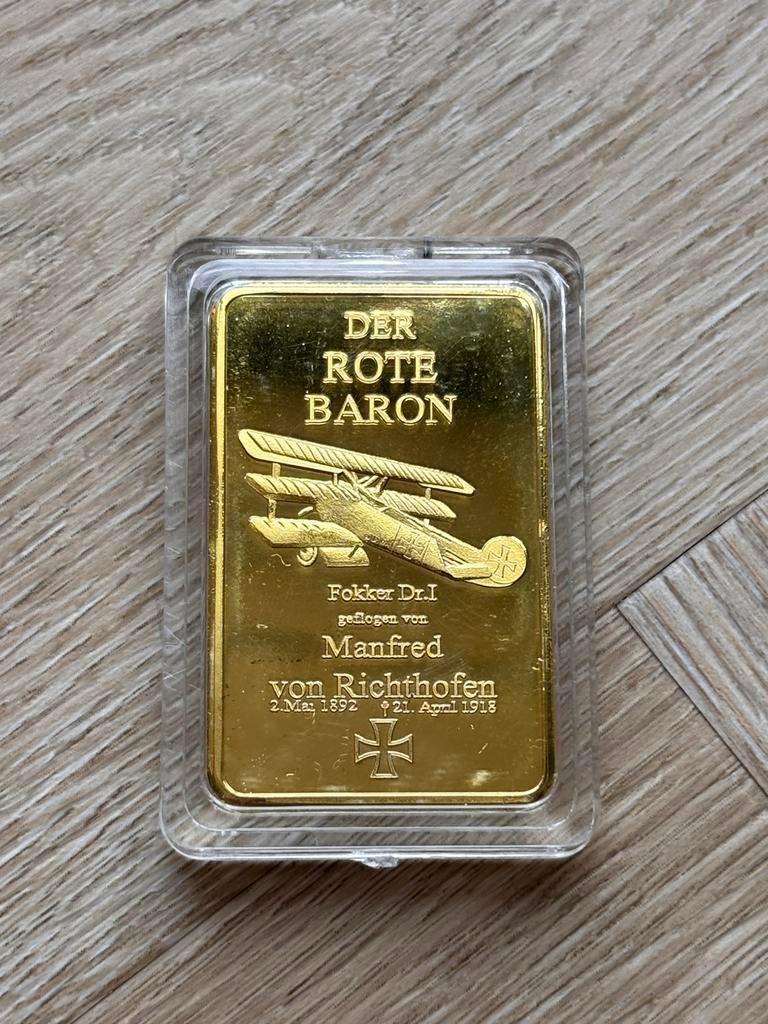 DER
ROTE
BARON
Fokker Dr.I
geflogen von
Manfred
von Richthofen
2.Mai 1892 ✝21. April 1918